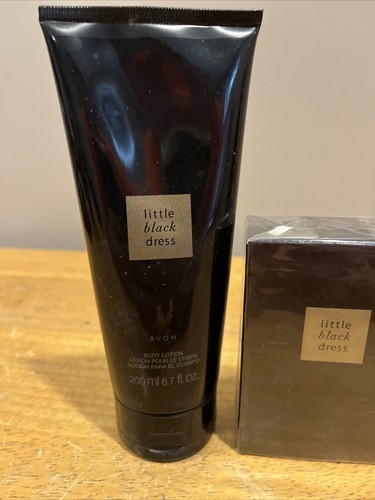 little
black
dress
AVON
BODY LOTION
LOTION POUR LE CORPS
LOCION PARA EL CUERPO
200 ml 6.7 fl. oz.
little
black
dress